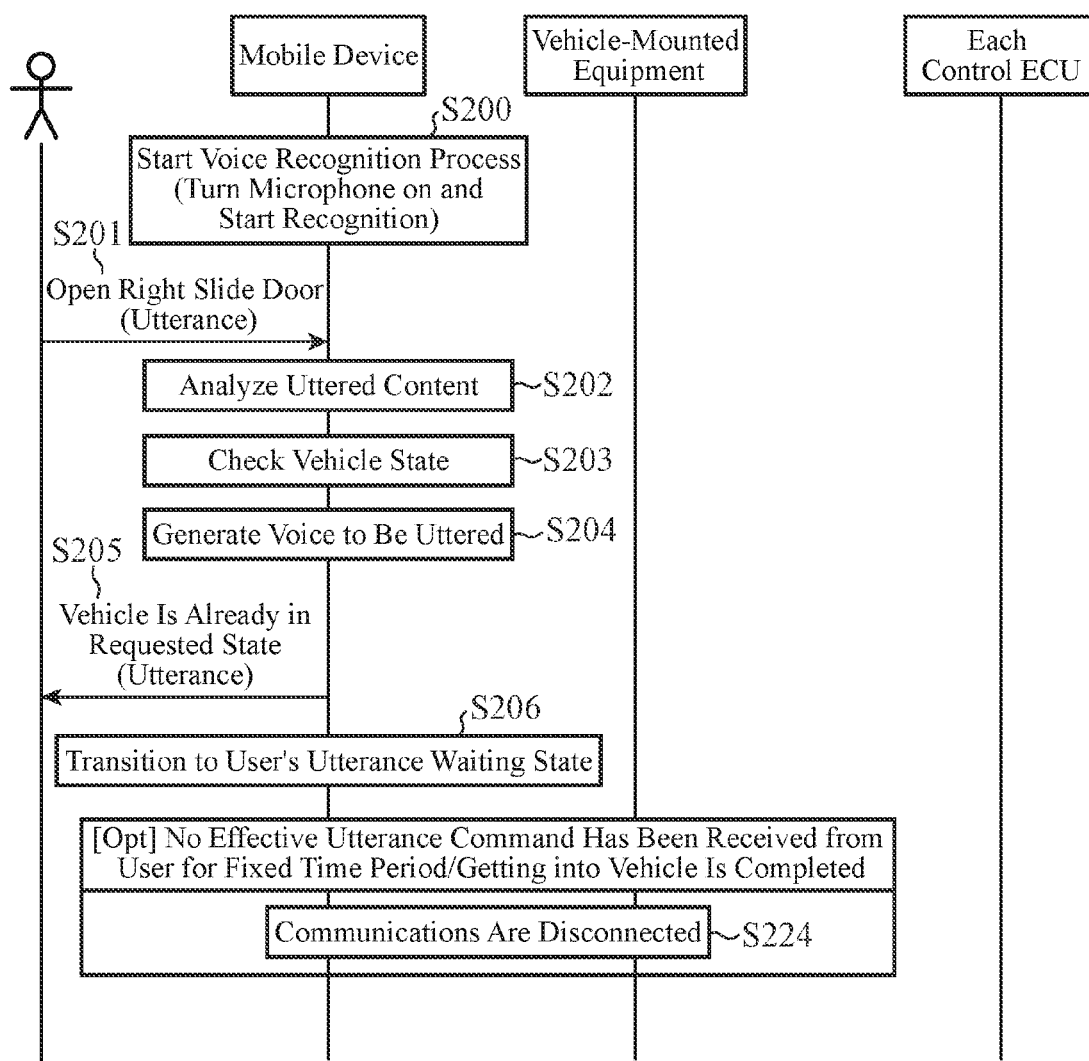 Mobile Device
Vehicle-Mounted
Equipment
Each
Control ECU
S200
Start Voice Recognition Process
(Turn Microphone on and
Start Recognition)
S201
Open Right Slide Door
(Utterance)
Analyze Uttered Content
S202
Check Vehicle State
S203
Generate Voice to Be Uttered
S204
S205
Vehicle Is Already in
Requested State
(Utterance)
S206
Transition to User's Utterance Waiting State
[Opt] No Effective Utterance Command Has Been Received from
User for Fixed Time Period/Getting into Vehicle Is Completed
Communications Are Disconnected
S224